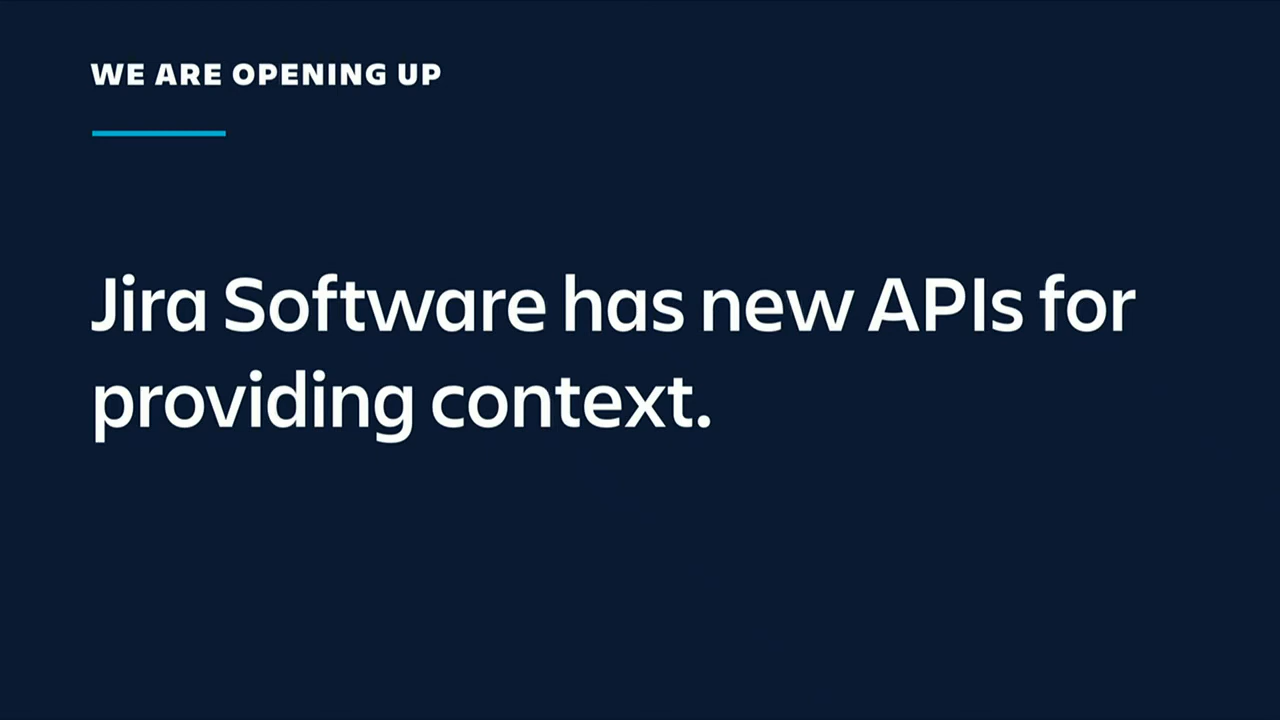 WE ARE OPENING UP
Jira Software has new APIs for
providing context.